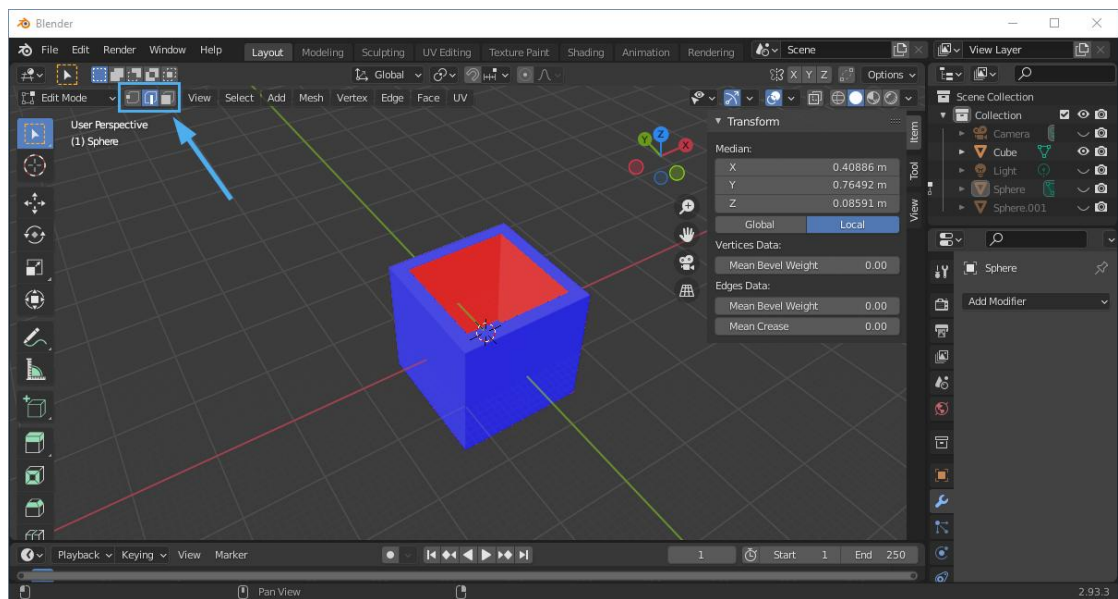 Blender
File Edit Render Window Help Layout Modeling Sculpting UV Editing Texture Paint Shading Animation Rendering Scene View Layer
Global X Y Z Options
Edit Mode View Select Add Mesh Vertex Edge Face UV
User Perspective
(1) Sphere
Z
Y
X
Transform
Median:
X 0.40886 m
Y 0.76492 m
Z 0.08591 m
Global Local
Vertices Data:
Mean Bevel Weight 0.00
Edges Data:
Mean Bevel Weight 0.00
Mean Crease 0.00
Item
Tool
View
Scene Collection
Collection
Camera
Cube
Light
Sphere
Sphere.001
Sphere
Add Modifier
Playback Keying View Marker 1 Start 1 End 250
Pan View 2.93.3